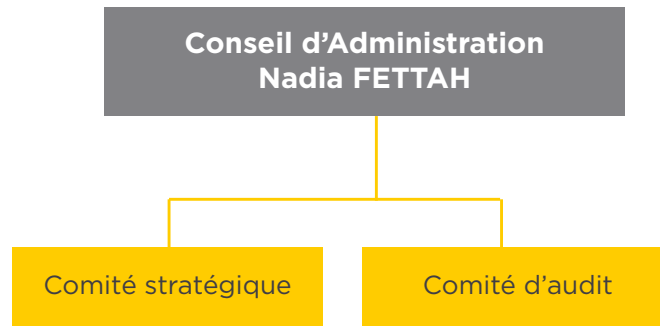 Conseil d’Administration
Nadia FETTAH
Comité stratégique
Comité d’audit